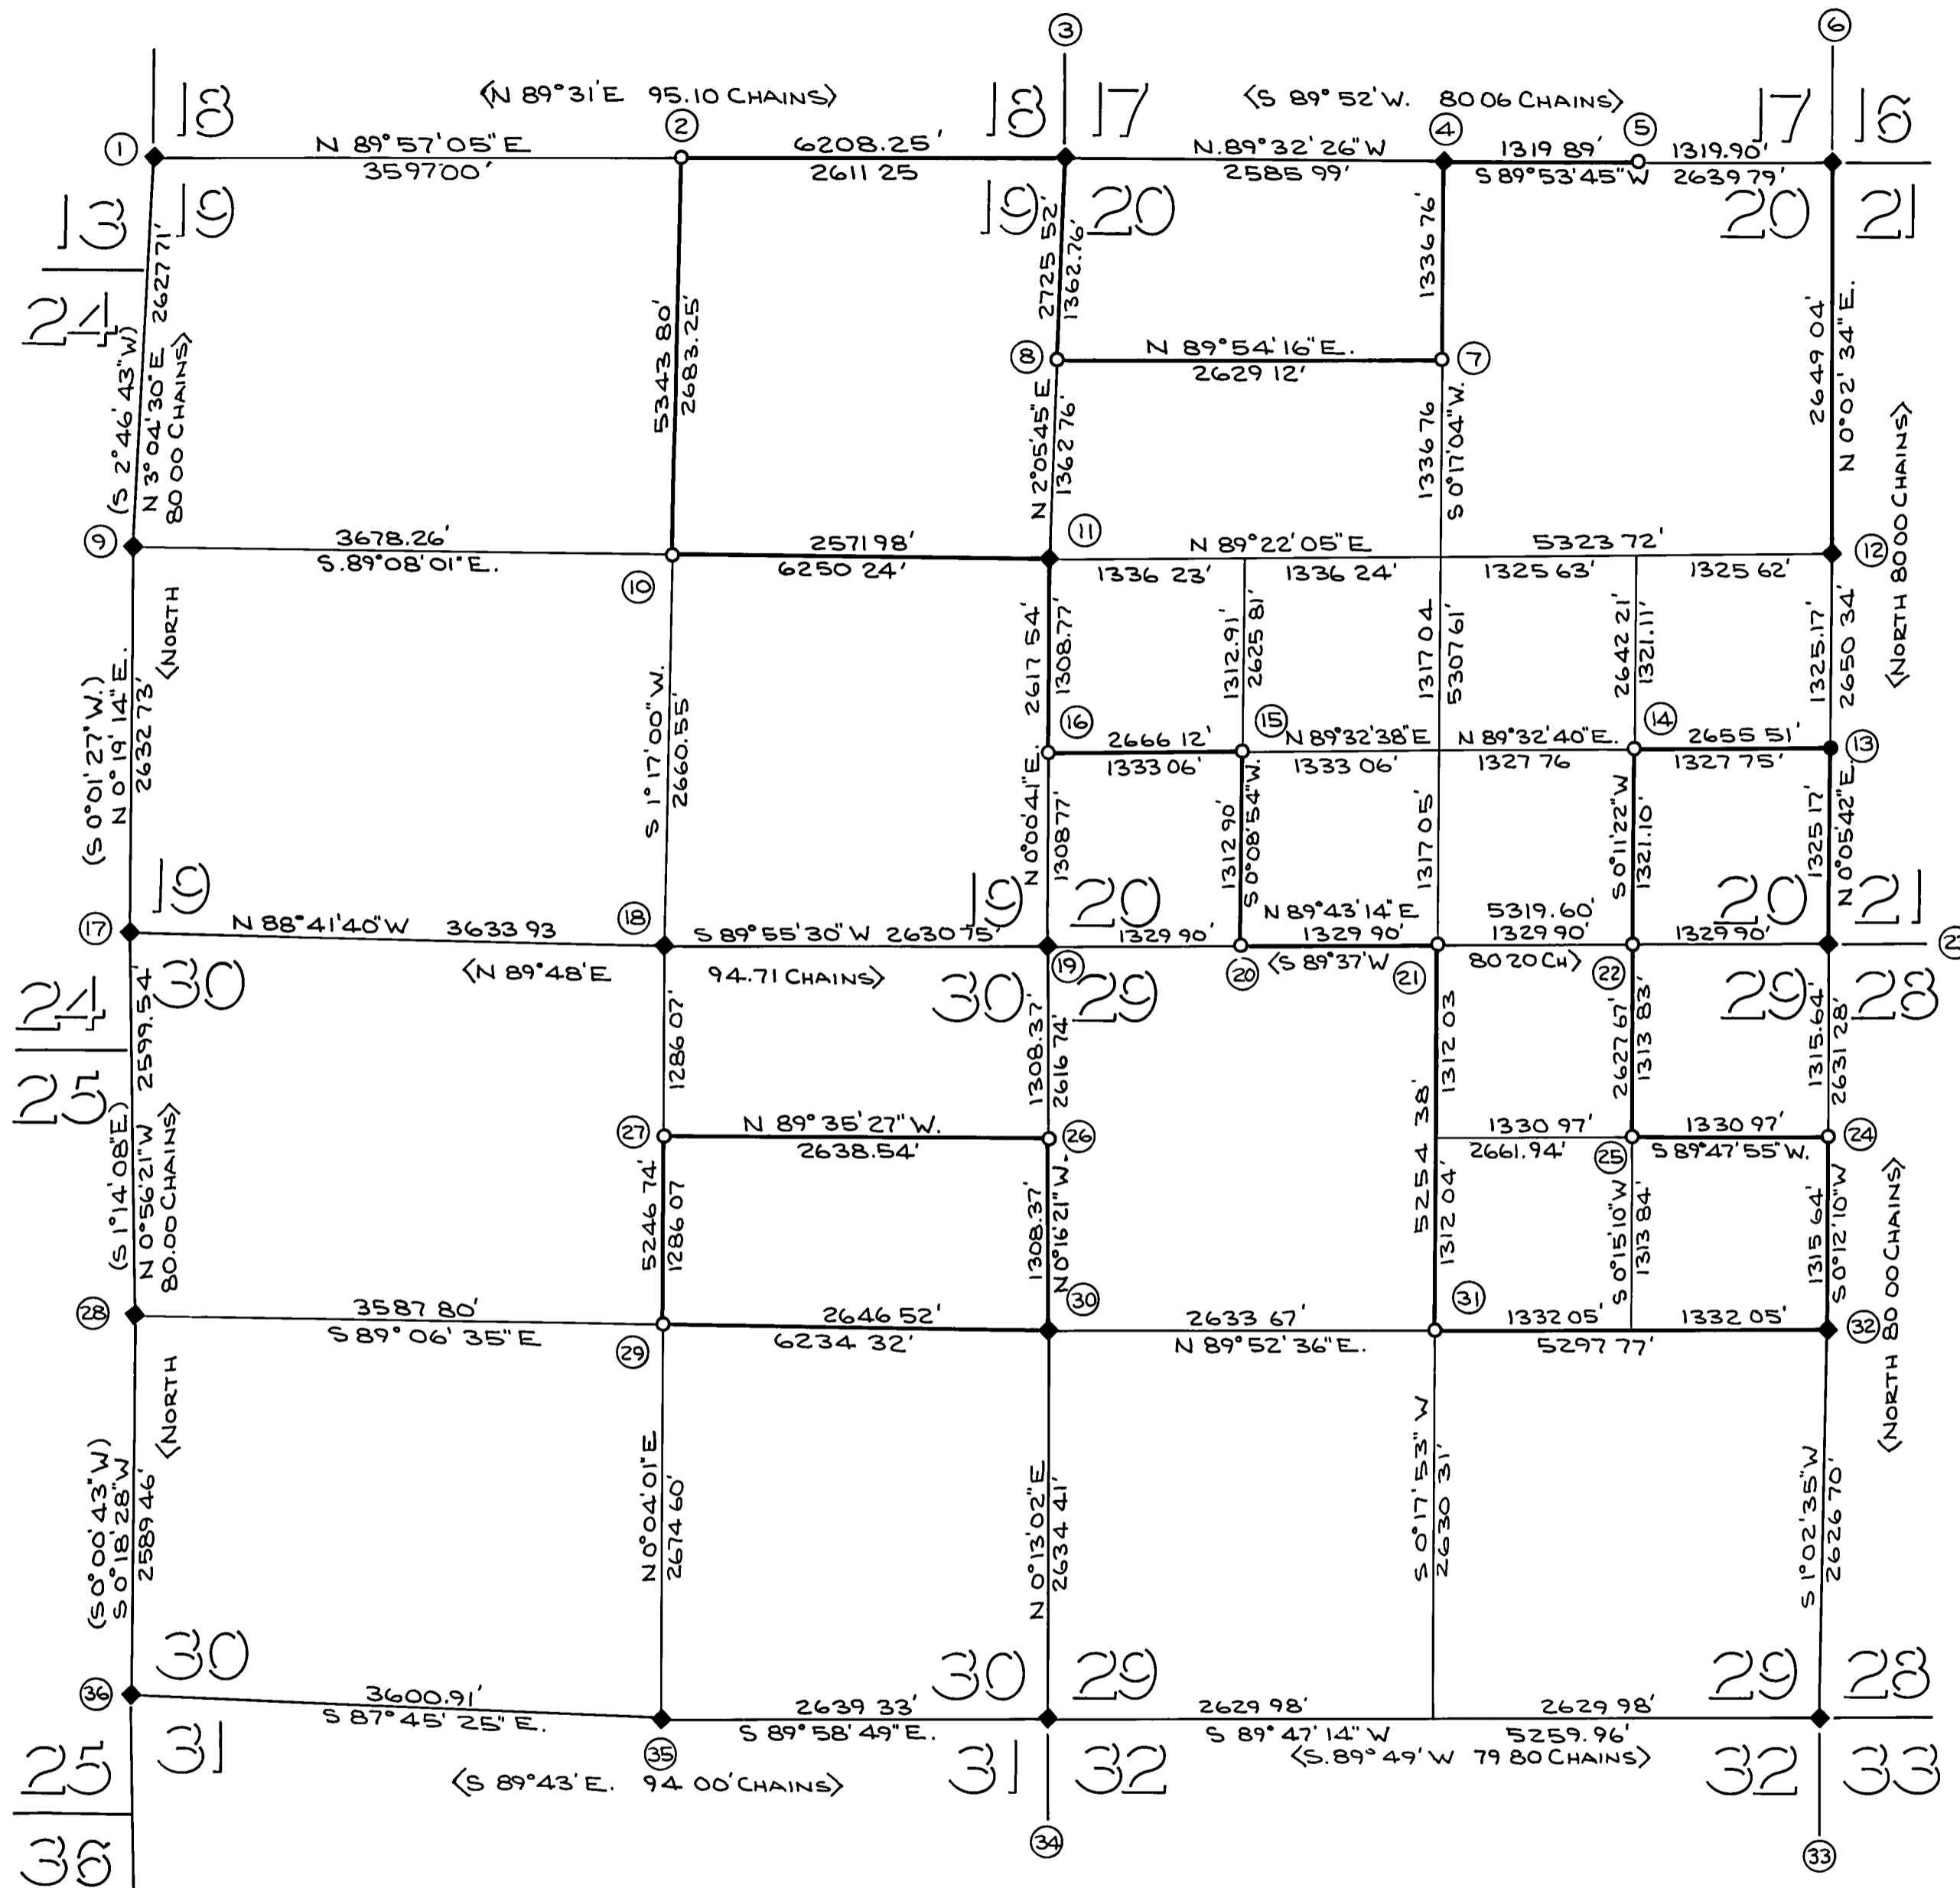 ③ ⑥
18 <N 89°31'E 95.10 CHAINS> 18 17 <S 89°52'W. 80 06 CHAINS> 17 16
① N 89°57'05"E ② 6208.25' N.89°32'26"W ④ 1319 89' ⑤ 1319.90'
3597 00' 2611 25 2585 99' S 89°53'45"W 2639 79'
13 19 19 20 20 21
24
(S 2°46'43"W)
N 3°04'30"E 2627 71'
80 00 CHAINS>
5343 80'
2683.25'
2725 52'
1362.76'
1336 76'
2649 04'
N 0°02'34"E.
⑧ N 89°54'16"E. ⑦
2629 12'
N 2°05'45"E
1362 76'
1336 76
S 0°17'04"W.
<NORTH 80 00 CHAINS>
⑨ 3678.26' 2571 98' ⑪ N 89°22'05"E 5323 72' ⑫
S.89°08'01"E. ⑩ 6250 24' 1336 23' 1336 24' 1325 63' 1325 62'
<NORTH
(S 0°01'27"W.)
N 0°19'14"E.
2632 73'
S 1°17'00"W.
2660.55'
2617 54'
1308.77'
1312.91'
2625 81'
1317 04
5307 61'
2642 21'
1321.11'
1325.17'
2650 34'
⑯ 2666 12' ⑮ N 89°32'38"E N 89°32'40"E. ⑭ 2655 51' ⑬
1333 06' 1333 06' 1327 76 1327 75'
N 0°00'41"E.
1308 77'
1312 90'
S 0°08'54"W.
1317 05'
S 0°11'22"W
1321.10'
1325 17'
N 0°05'42"E.
19 19 20 20 21
⑰ N 88°41'40"W 3633 93 ⑱ S 89°55'30"W 2630 75' 1329 90' N 89°43'14"E 1329 90' 5319.60' 1329 90' 1329 90'
30 <N 89°48'E 94.71 CHAINS> 30 ⑲ 29 ⑳ <S 89°37'W ㉑ 80 20 CH> ㉒ 29 28
24
25
2599.54'
(S 1°14'08"E)
N 0°56'21"W
80.00 CHAINS>
1286 07'
1308.37'
2616 74'
1312 03
2627 67'
1313 83'
1315.64'
2631 28'
㉗ N 89°35'27"W. ㉖ 1330 97' 1330 97' ㉔
2638.54' 2661.94' ㉕ S 89°47'55"W.
5246 74'
1286 07
1308.37'
N 0°16'21"W.
5254 38'
1312 04'
S 0°15'10"W
1313 84'
1315 64'
S 0°12'10"W
<NORTH 80 00 CHAINS>
㉘ 3587 80' 2646 52' ㉚ 2633 67' ㉛ 1332 05' 1332 05' ㉜
S 89°06'35"E ㉙ 6234 32' N 89°52'36"E. 5297 77'
<NORTH
(S 0°00'43"W)
S 0°18'28"W
2589 46'
N 0°04'01"E
2674 60'
N 0°13'02"E
2634 41'
S 0°17'53"W
2630 31'
S 1°02'35"W
2626 70'
30 30 29 29 28
㊱ 3600.91' 2639 33' 2629 98' 2629 98'
S 87°45'25"E. S 89°58'49"E. S 89°47'14"W 5259.96'
25 31 <S 89°43'E. 94 00' CHAINS> ㉟ 31 32 <S.89°49'W 79 80 CHAINS> 32 33
36 ㉞ ㉝